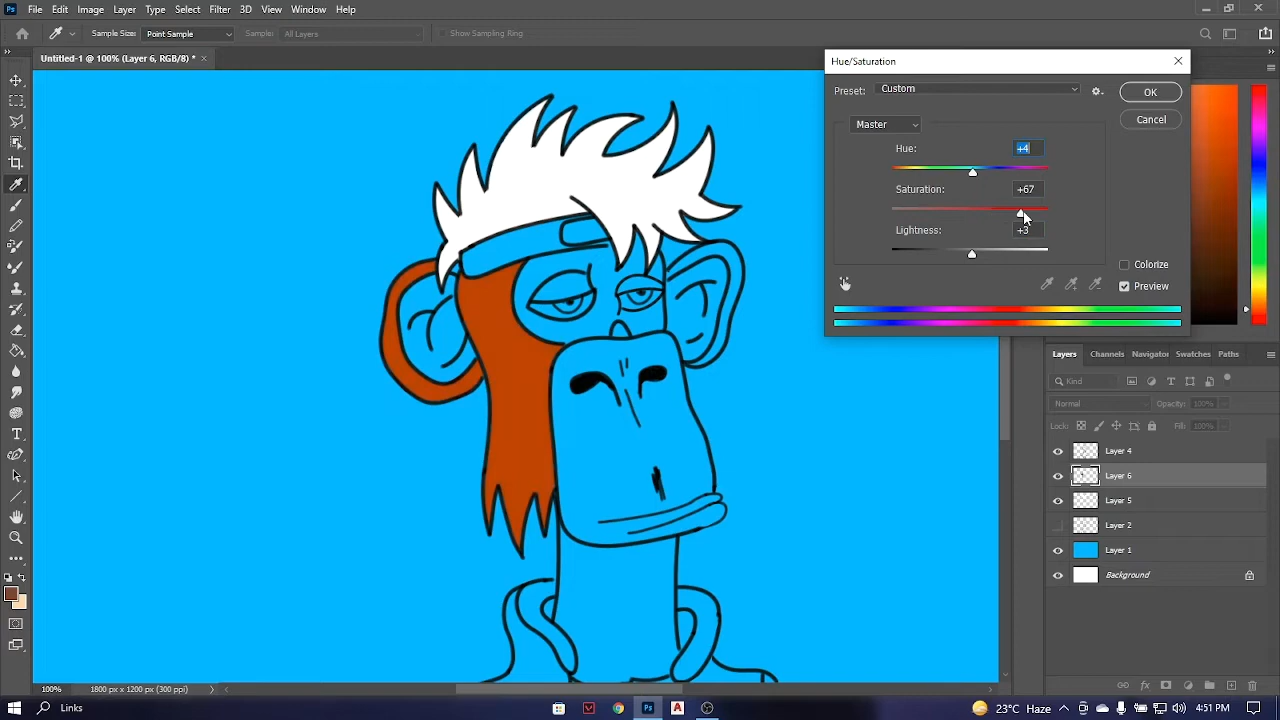 Ps File Edit Image Layer Type Select Filter 3D View Window Help
Sample Size: Point Sample Sample: All Layers Show Sampling Ring
Untitled-1 @ 100% (Layer 6, RGB/8) *
Hue/Saturation
Preset: Custom
OK
Master
Cancel
Hue: +4
Saturation: +67
Lightness: +3
Colorize
Preview
Layers Channels Navigator Swatches Paths
Kind
Normal Opacity: 100%
Lock: Fill: 100%
Layer 4
Layer 6
Layer 5
Layer 2
Layer 1
Background
100% 1800 px x 1200 px (300 ppi)
Links
23°C Haze
4:51 PM